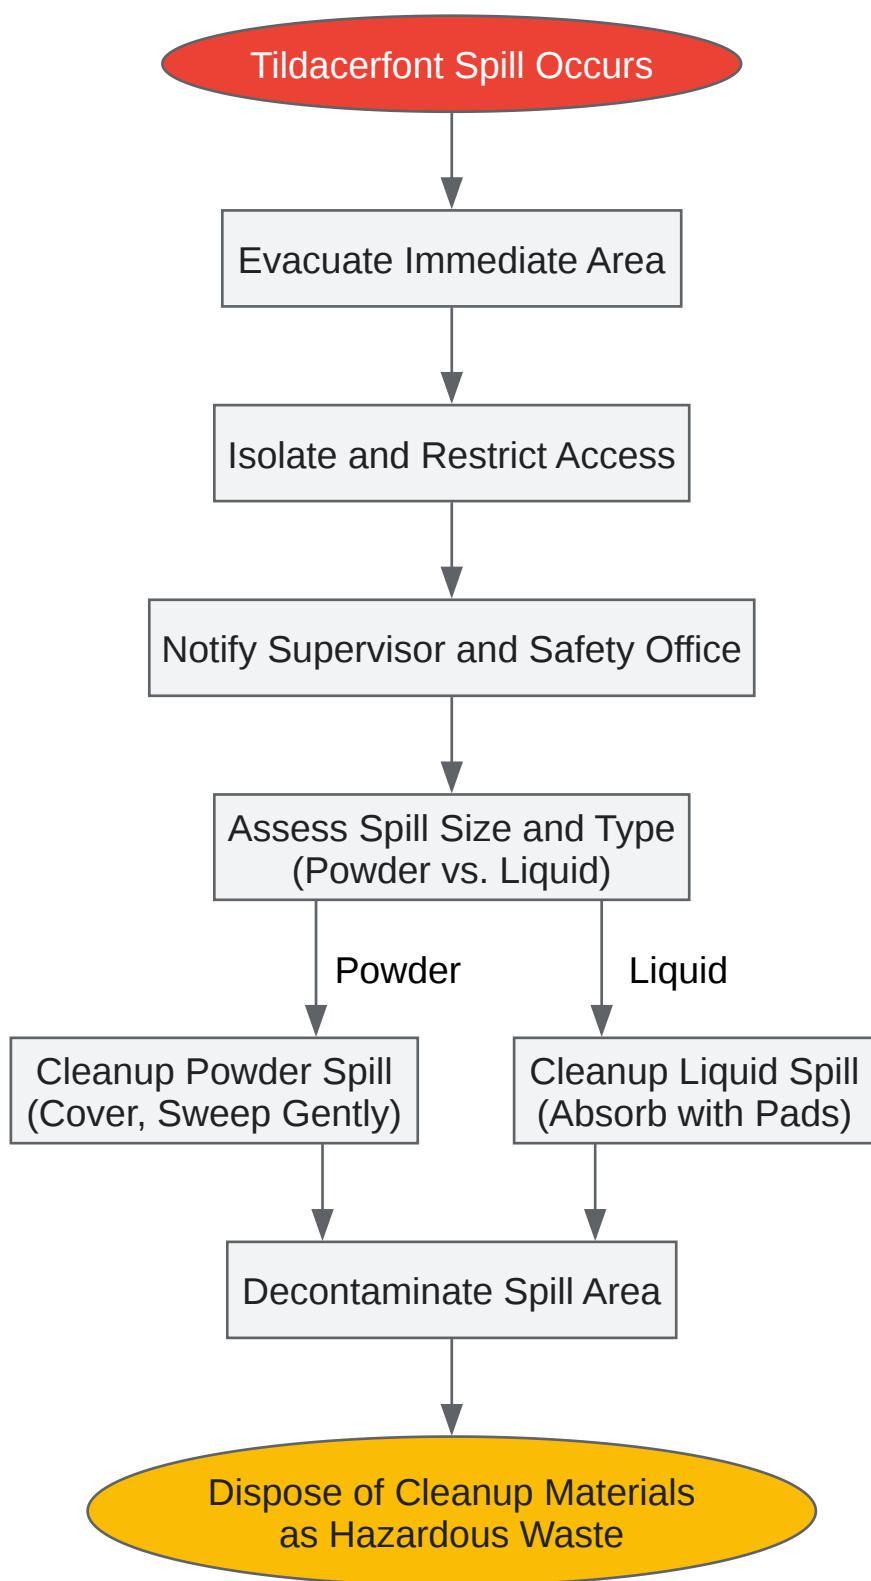 Tildacerfont Spill Occurs
Evacuate Immediate Area
Isolate and Restrict Access
Notify Supervisor and Safety Office
Assess Spill Size and Type
(Powder vs. Liquid)
Powder
Liquid
Cleanup Powder Spill
(Cover, Sweep Gently)
Cleanup Liquid Spill
(Absorb with Pads)
Decontaminate Spill Area
Dispose of Cleanup Materials
as Hazardous Waste